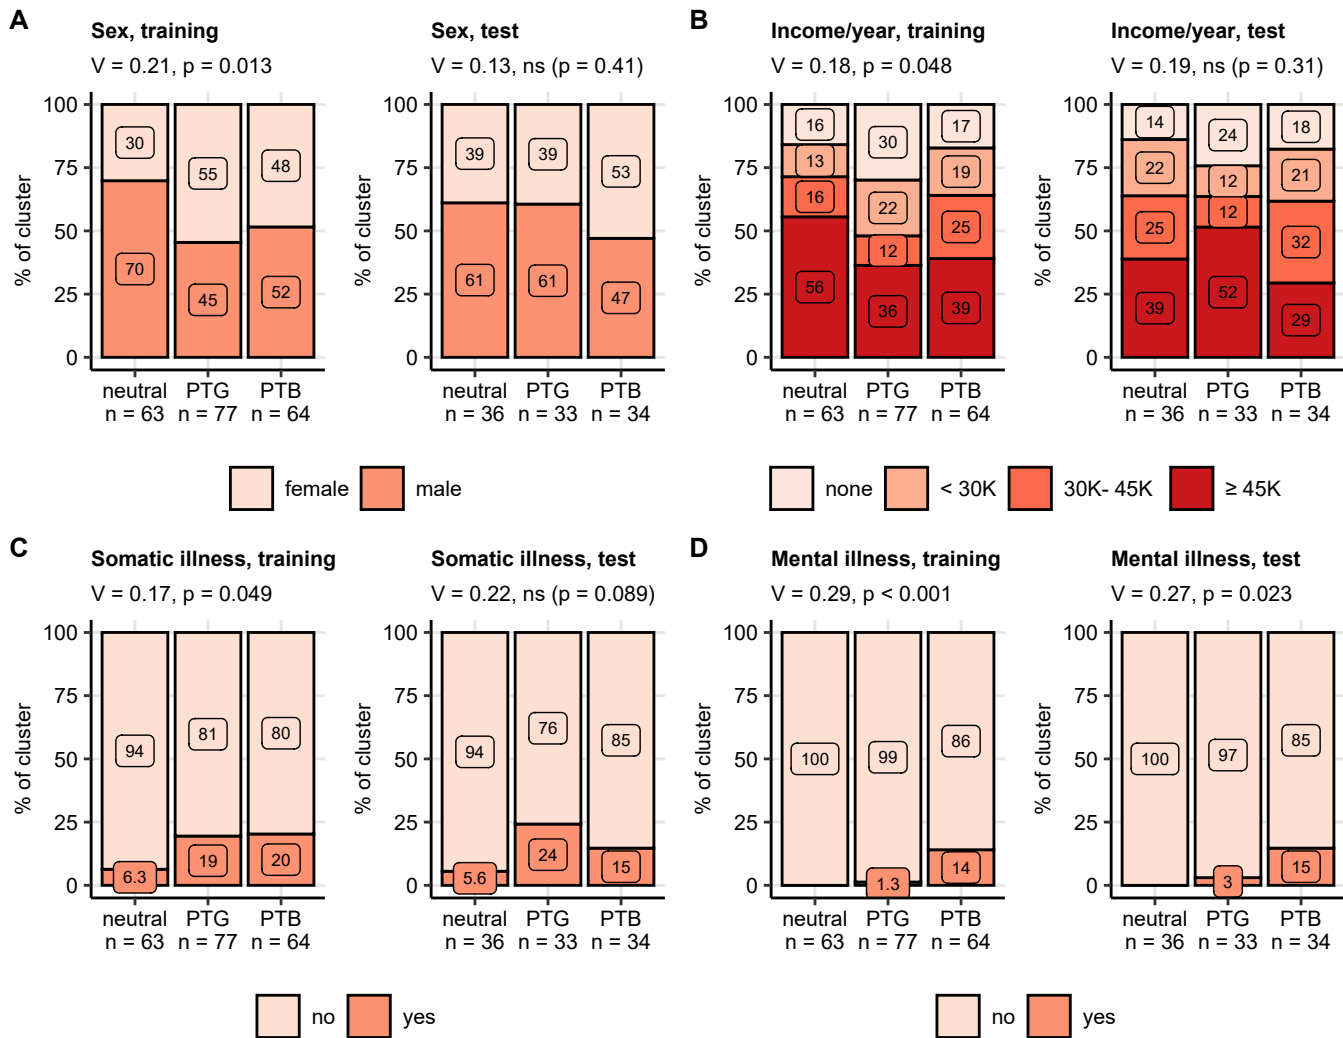 A
Sex, training
V = 0.21, p = 0.013
% of cluster
100
75
50
25
0
30
70
55
45
48
52
neutral
n = 63
PTG
n = 77
PTB
n = 64
Sex, test
V = 0.13, ns (p = 0.41)
% of cluster
100
75
50
25
0
39
61
39
61
53
47
neutral
n = 36
PTG
n = 33
PTB
n = 34
female
male
B
Income/year, training
V = 0.18, p = 0.048
% of cluster
100
75
50
25
0
16
13
16
56
30
22
12
36
17
19
25
39
neutral
n = 63
PTG
n = 77
PTB
n = 64
Income/year, test
V = 0.19, ns (p = 0.31)
% of cluster
100
75
50
25
0
14
22
25
39
24
12
12
52
18
21
32
29
neutral
n = 36
PTG
n = 33
PTB
n = 34
none
< 30K
30K- 45K
≥ 45K
C
Somatic illness, training
V = 0.17, p = 0.049
% of cluster
100
75
50
25
0
94
6.3
81
19
80
20
neutral
n = 63
PTG
n = 77
PTB
n = 64
Somatic illness, test
V = 0.22, ns (p = 0.089)
% of cluster
100
75
50
25
0
94
5.6
76
24
85
15
neutral
n = 36
PTG
n = 33
PTB
n = 34
no
yes
D
Mental illness, training
V = 0.29, p < 0.001
% of cluster
100
75
50
25
0
100
99
1.3
86
14
neutral
n = 63
PTG
n = 77
PTB
n = 64
Mental illness, test
V = 0.27, p = 0.023
% of cluster
100
75
50
25
0
100
97
3
85
15
neutral
n = 36
PTG
n = 33
PTB
n = 34
no
yes